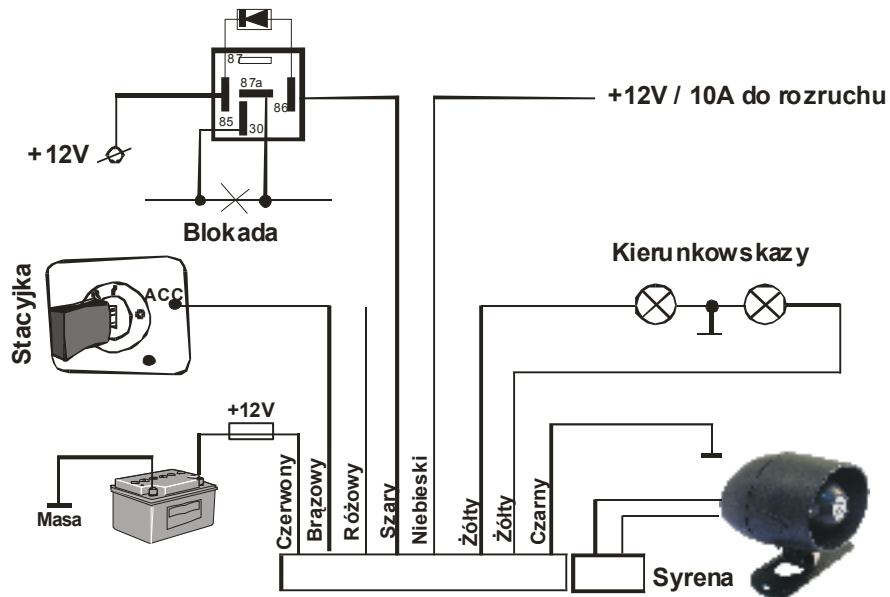 87
87a
86
85
30
+12V / 10A do rozruchu
+12V
Blokada
Kierunkowskazy
Stacyjka
ACC
+12V
Masa
Czerwony
Brązowy
Różowy
Szary
Niebieski
Żółty
Żółty
Czarny
Syrena